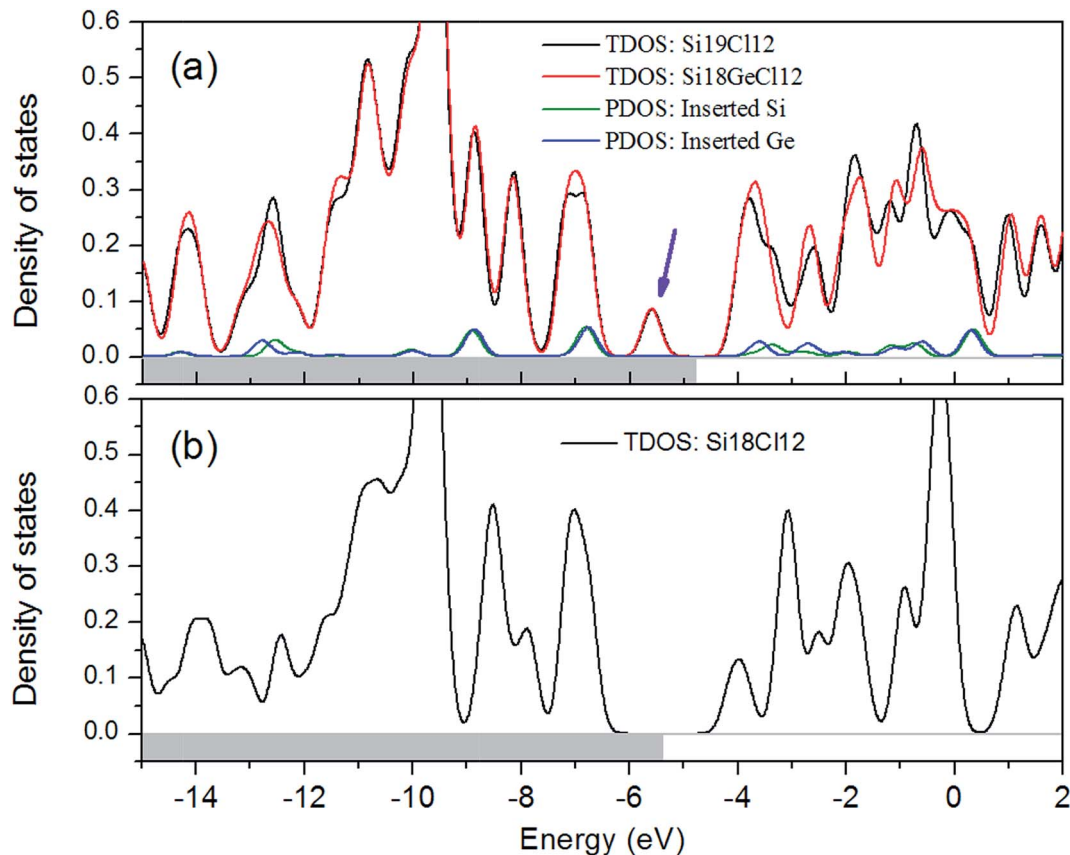 (a)
TDOS: Si19Cl12
TDOS: Si18GeCl12
PDOS: Inserted Si
PDOS: Inserted Ge
0.6
0.5
0.4
0.3
0.2
0.1
0.0
Density of states
(b)
TDOS: Si18Cl12
0.6
0.5
0.4
0.3
0.2
0.1
0.0
Density of states
-14 -12 -10 -8 -6 -4 -2 0 2
Energy (eV)